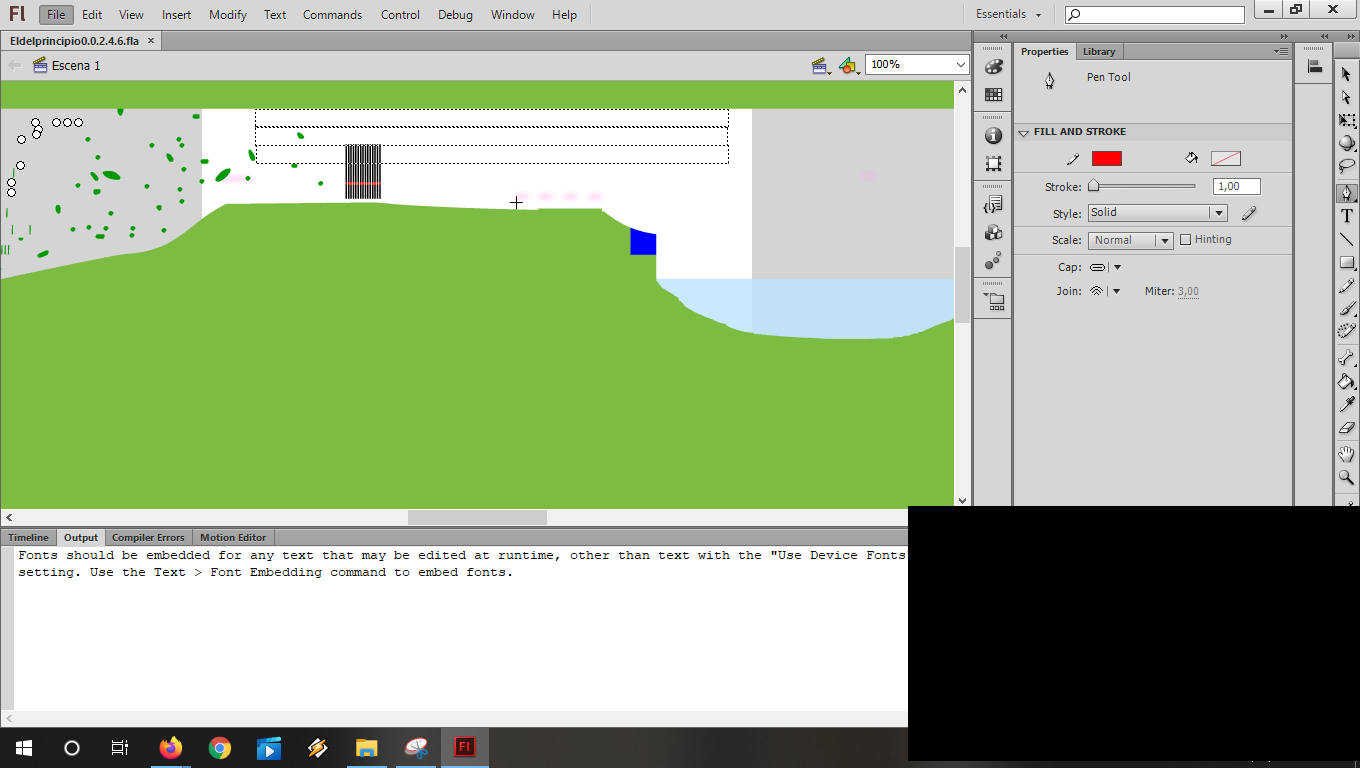 Fl File Edit View Insert Modify Text Commands Control Debug Window Help Essentials
Eldelprincipio0.0.2.4.6.fla ×
Escena 1 100%
Properties Library
Pen Tool
FILL AND STROKE
Stroke: 1,00
Style: Solid
Scale: Normal Hinting
Cap:
Join: Miter: 3,00
Timeline Output Compiler Errors Motion Editor
Fonts should be embedded for any text that may be edited at runtime, other than text with the "Use Device Fonts"
setting. Use the Text > Font Embedding command to embed fonts.
Fl